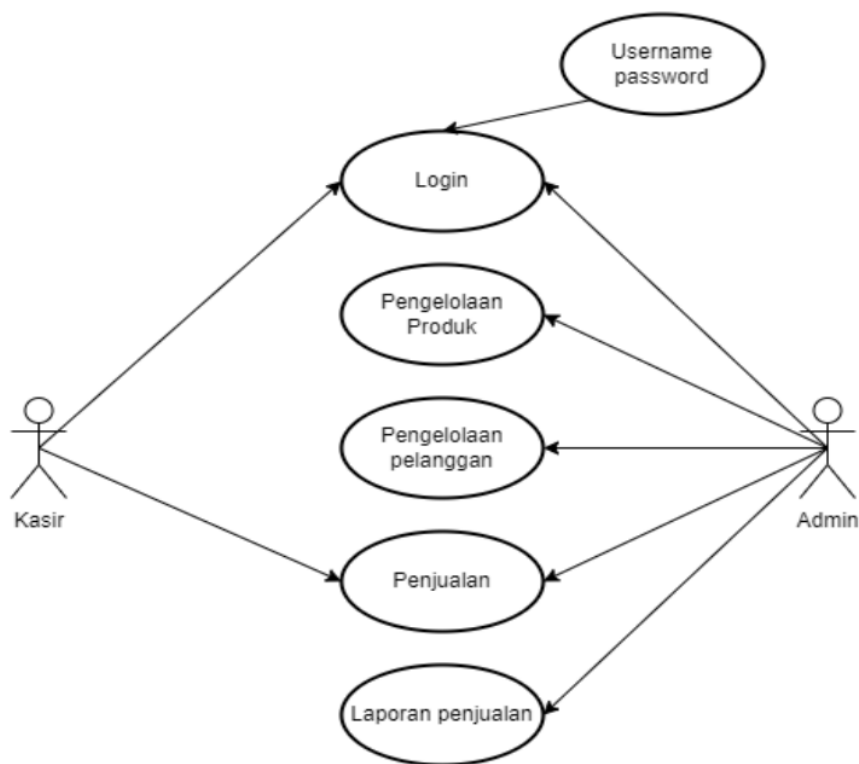 Username
password
Login
Pengelolaan
Produk
Pengelolaan
pelanggan
Kasir
Admin
Penjualan
Laporan penjualan